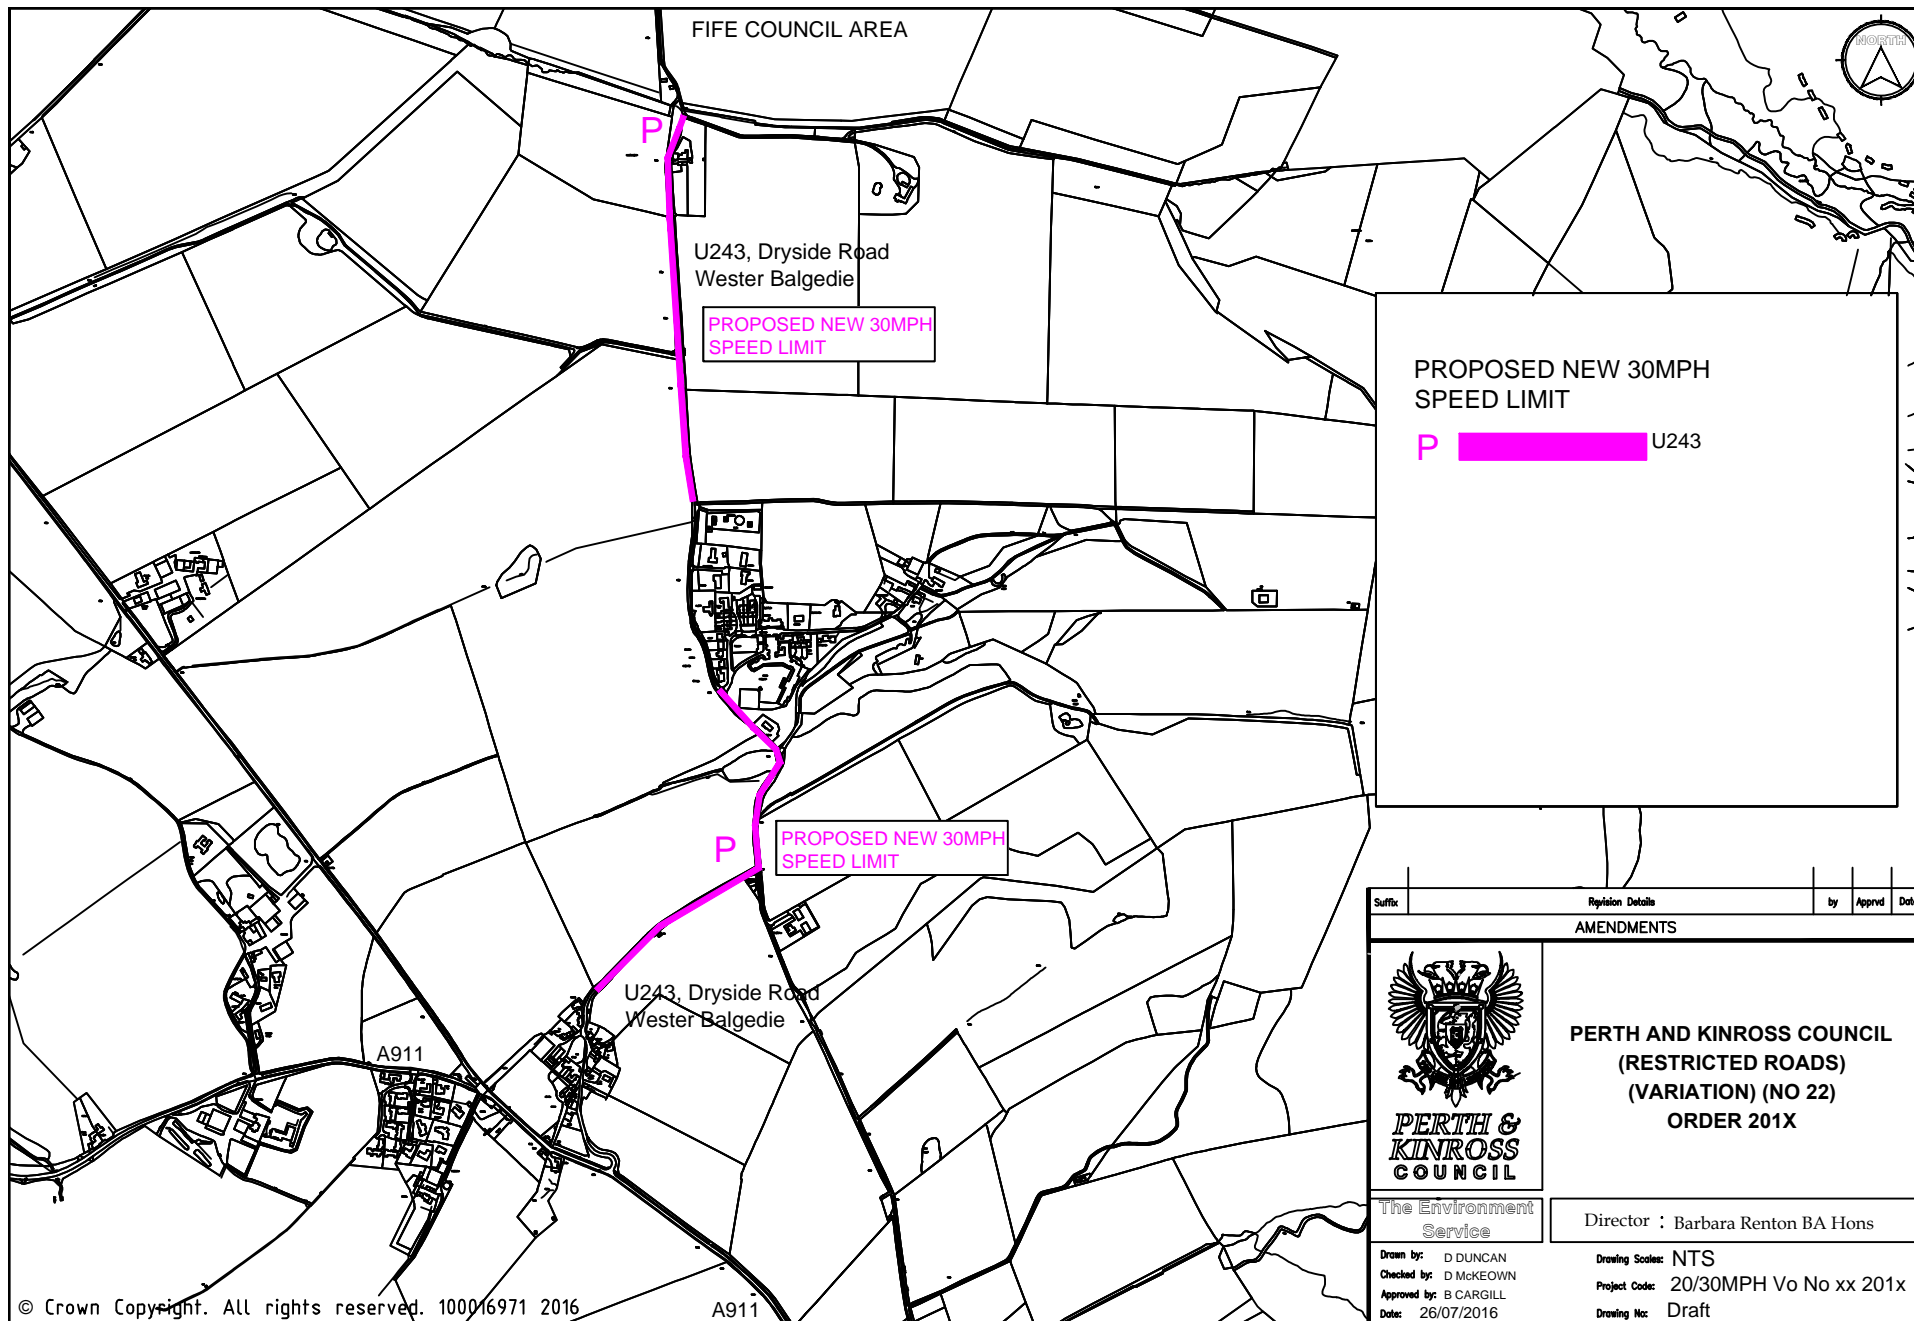 FIFE COUNCIL AREA
NORTH
P
U243, Dryside Road
Wester Balgedie
PROPOSED NEW 30MPH
SPEED LIMIT
PROPOSED NEW 30MPH
SPEED LIMIT
P U243
P
PROPOSED NEW 30MPH
SPEED LIMIT
U243, Dryside Road
Wester Balgedie
A911
A911
© Crown Copyright. All rights reserved. 100016971 2016
Suffix Revision Details by Apprvd Date
AMENDMENTS
PERTH &
KINROSS
COUNCIL
PERTH AND KINROSS COUNCIL
(RESTRICTED ROADS)
(VARIATION) (NO 22)
ORDER 201X
The Environment
Service
Director : Barbara Renton BA Hons
Drawn by: D DUNCAN
Checked by: D McKEOWN
Approved by: B CARGILL
Date: 26/07/2016
Drawing Scales: NTS
Project Code: 20/30MPH Vo No xx 201x
Drawing No: Draft